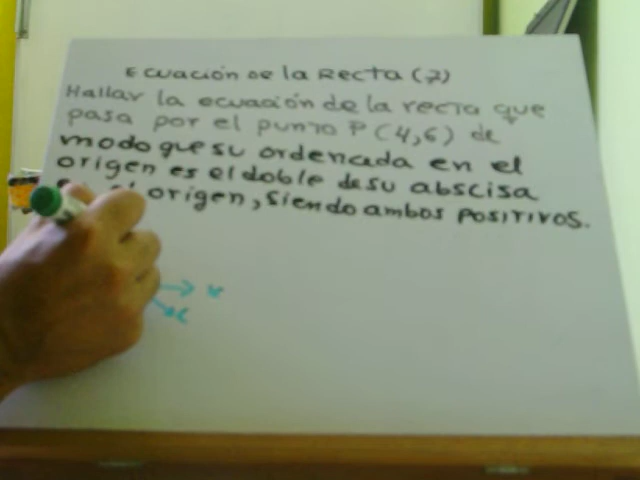 Ecuación de la Recta (7)
Hallar la ecuación de la recta que
pasa por el punto P (4,6) de
modo que su ordenada en el
origen es el doble de su abscisa
origen, siendo ambos POSITIVOS.